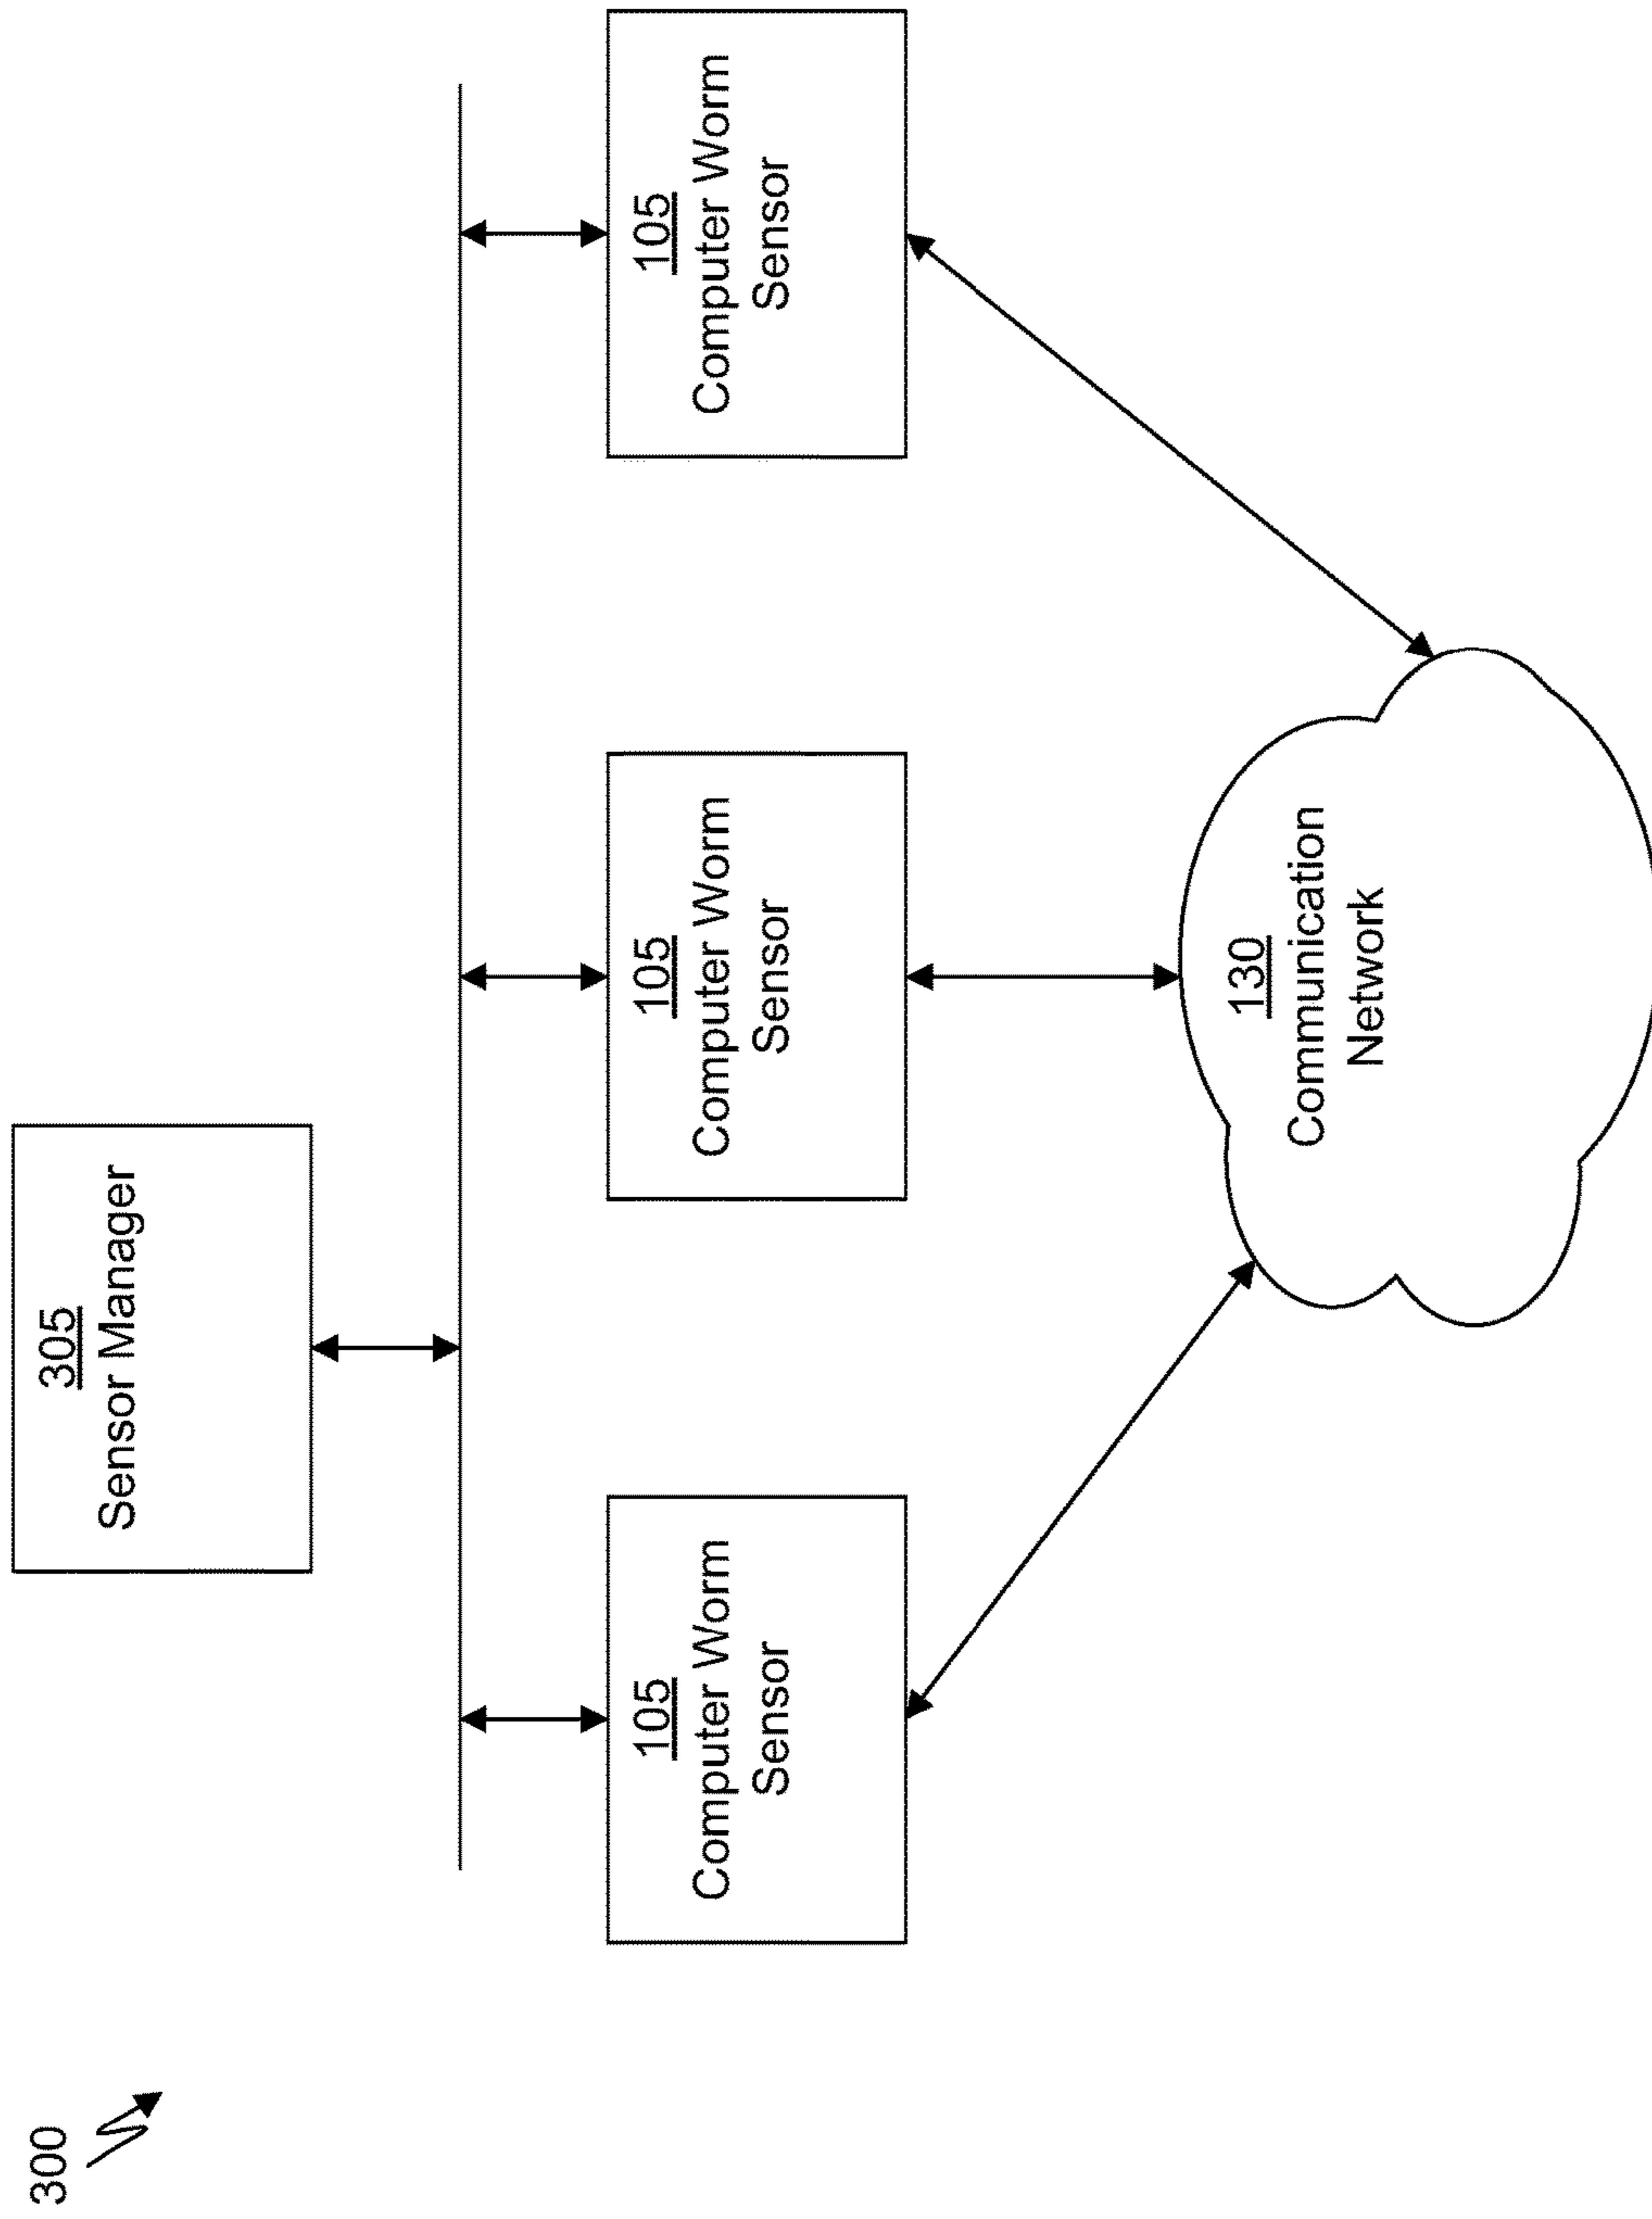 300
305
Sensor Manager
105
Computer Worm
Sensor
105
Computer Worm
Sensor
105
Computer Worm
Sensor
130
Communication
Network